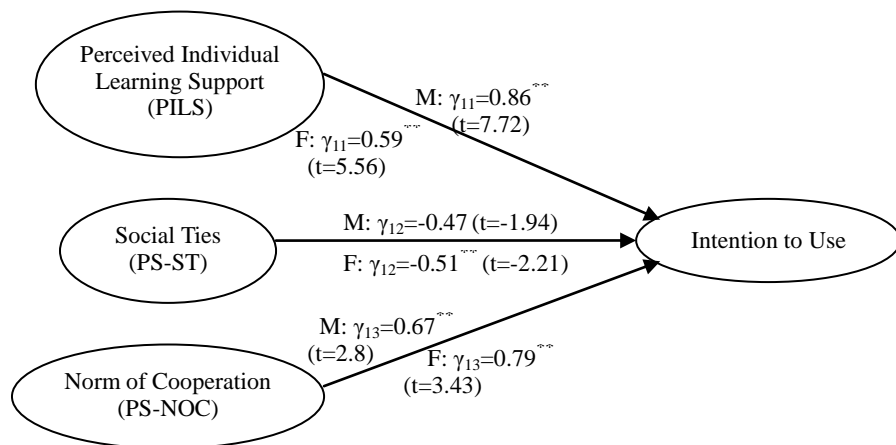 Perceived Individual
Learning Support
(PILS)
M: γ11=0.86**
(t=7.72)
F: γ11=0.59**
(t=5.56)
Social Ties
(PS-ST)
M: γ12=-0.47 (t=-1.94)
F: γ12=-0.51** (t=-2.21)
Intention to Use
M: γ13=0.67**
(t=2.8)
F: γ13=0.79**
(t=3.43)
Norm of Cooperation
(PS-NOC)